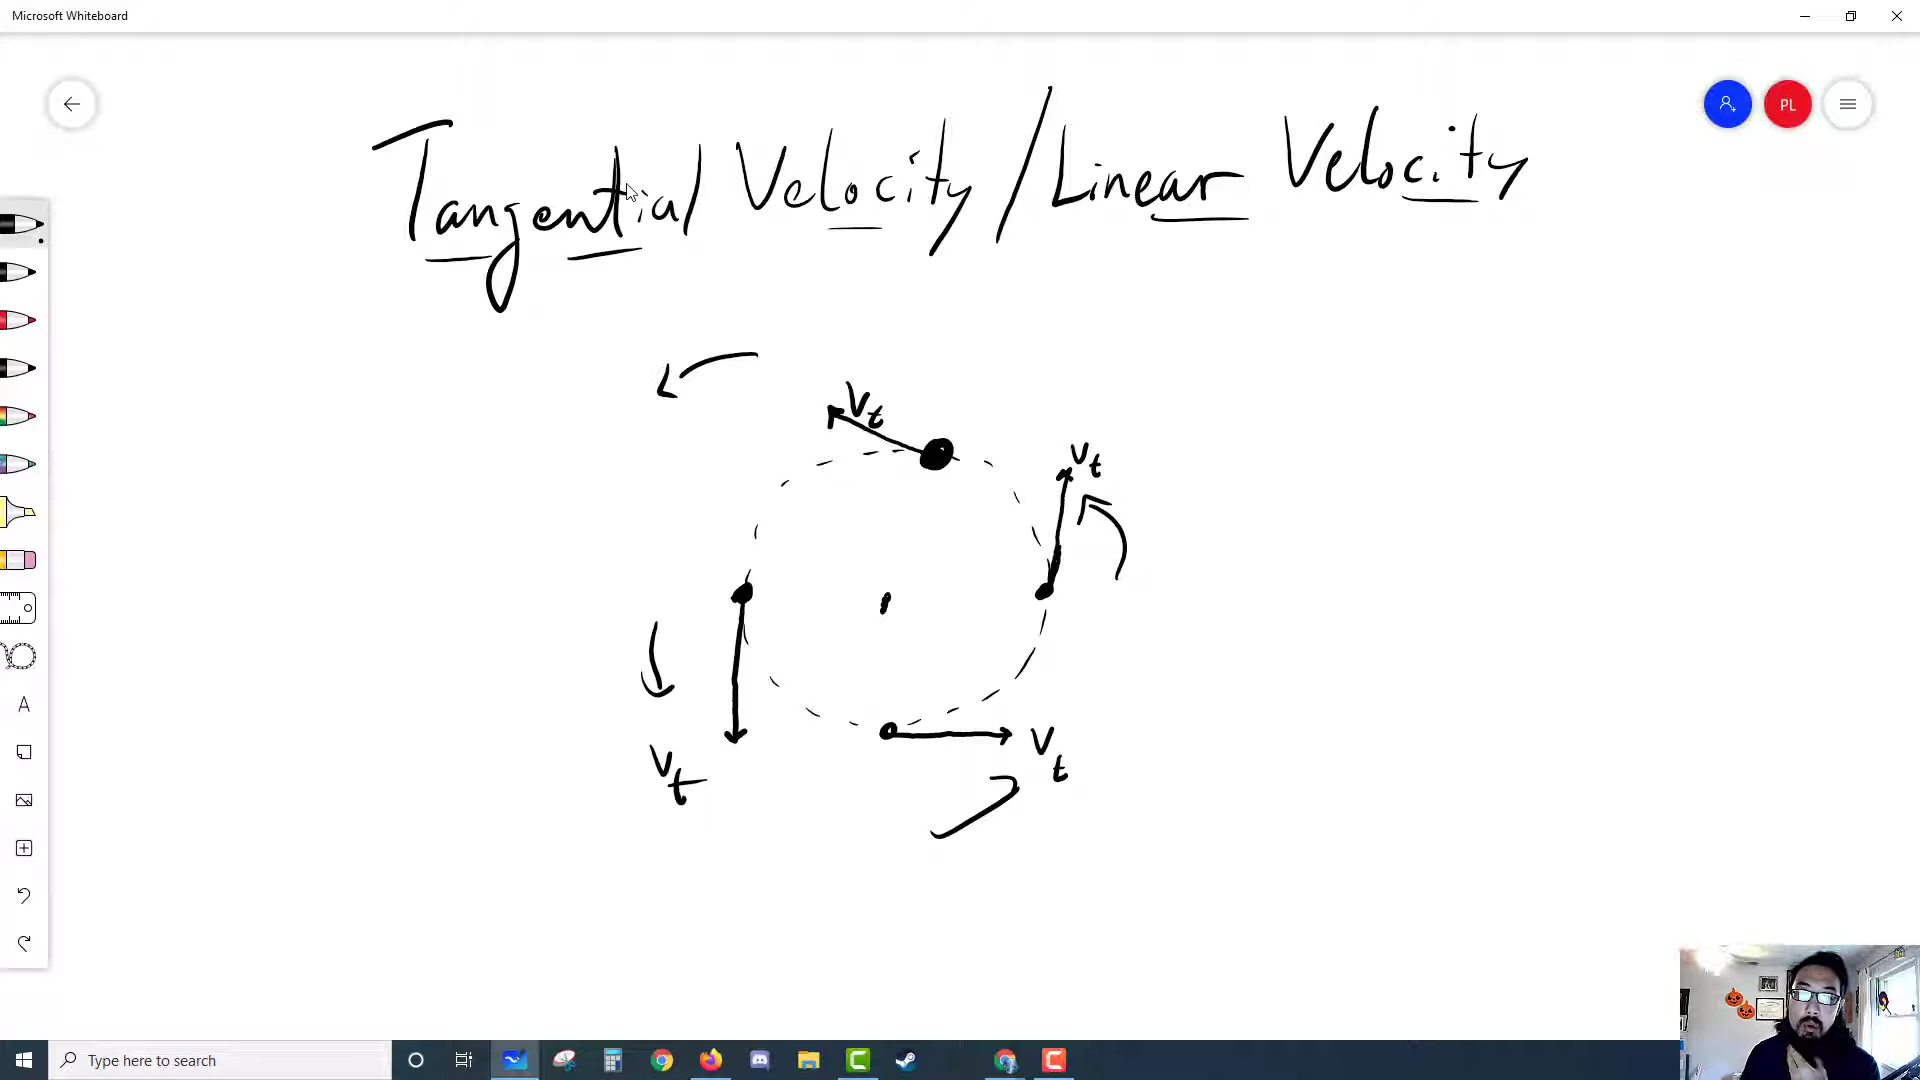 Microsoft Whiteboard
PL
Tangential Velocity / Linear Velocity
Vt
Vt
Vt
Vt
A
Type here to search